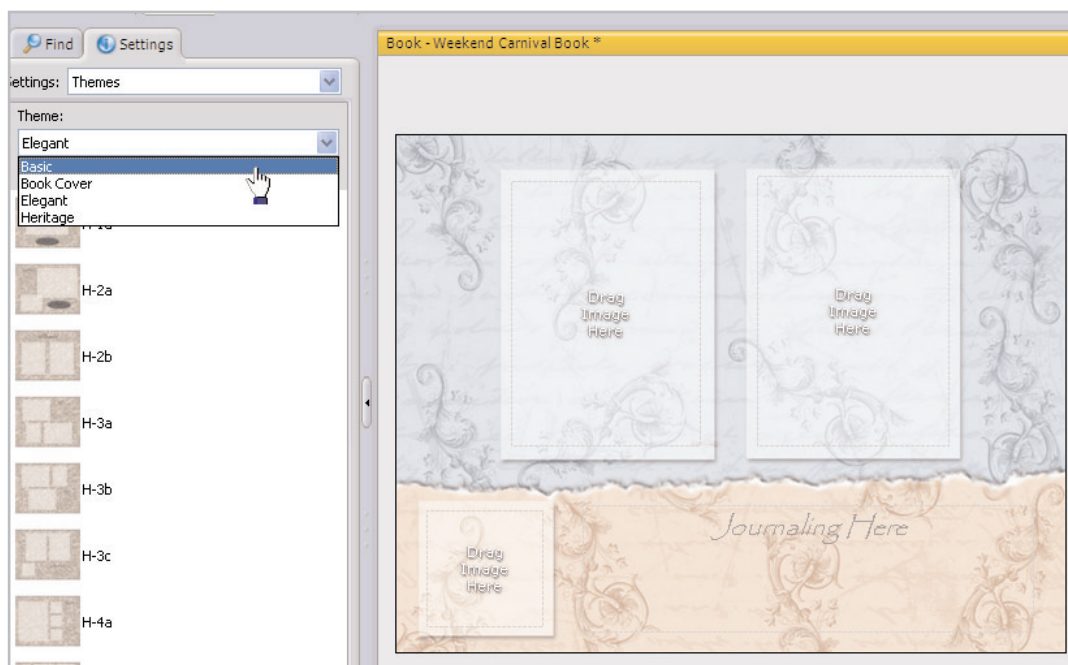 Find
Settings
Settings:
Themes
Theme:
Elegant
Basic
Book Cover
Elegant
Heritage
H-2a
H-2b
H-3a
H-3b
H-3c
H-4a
Book - Weekend Carnival Book *
Drag
Image
Here
Drag
Image
Here
Journaling Here
Drag
Image
Here